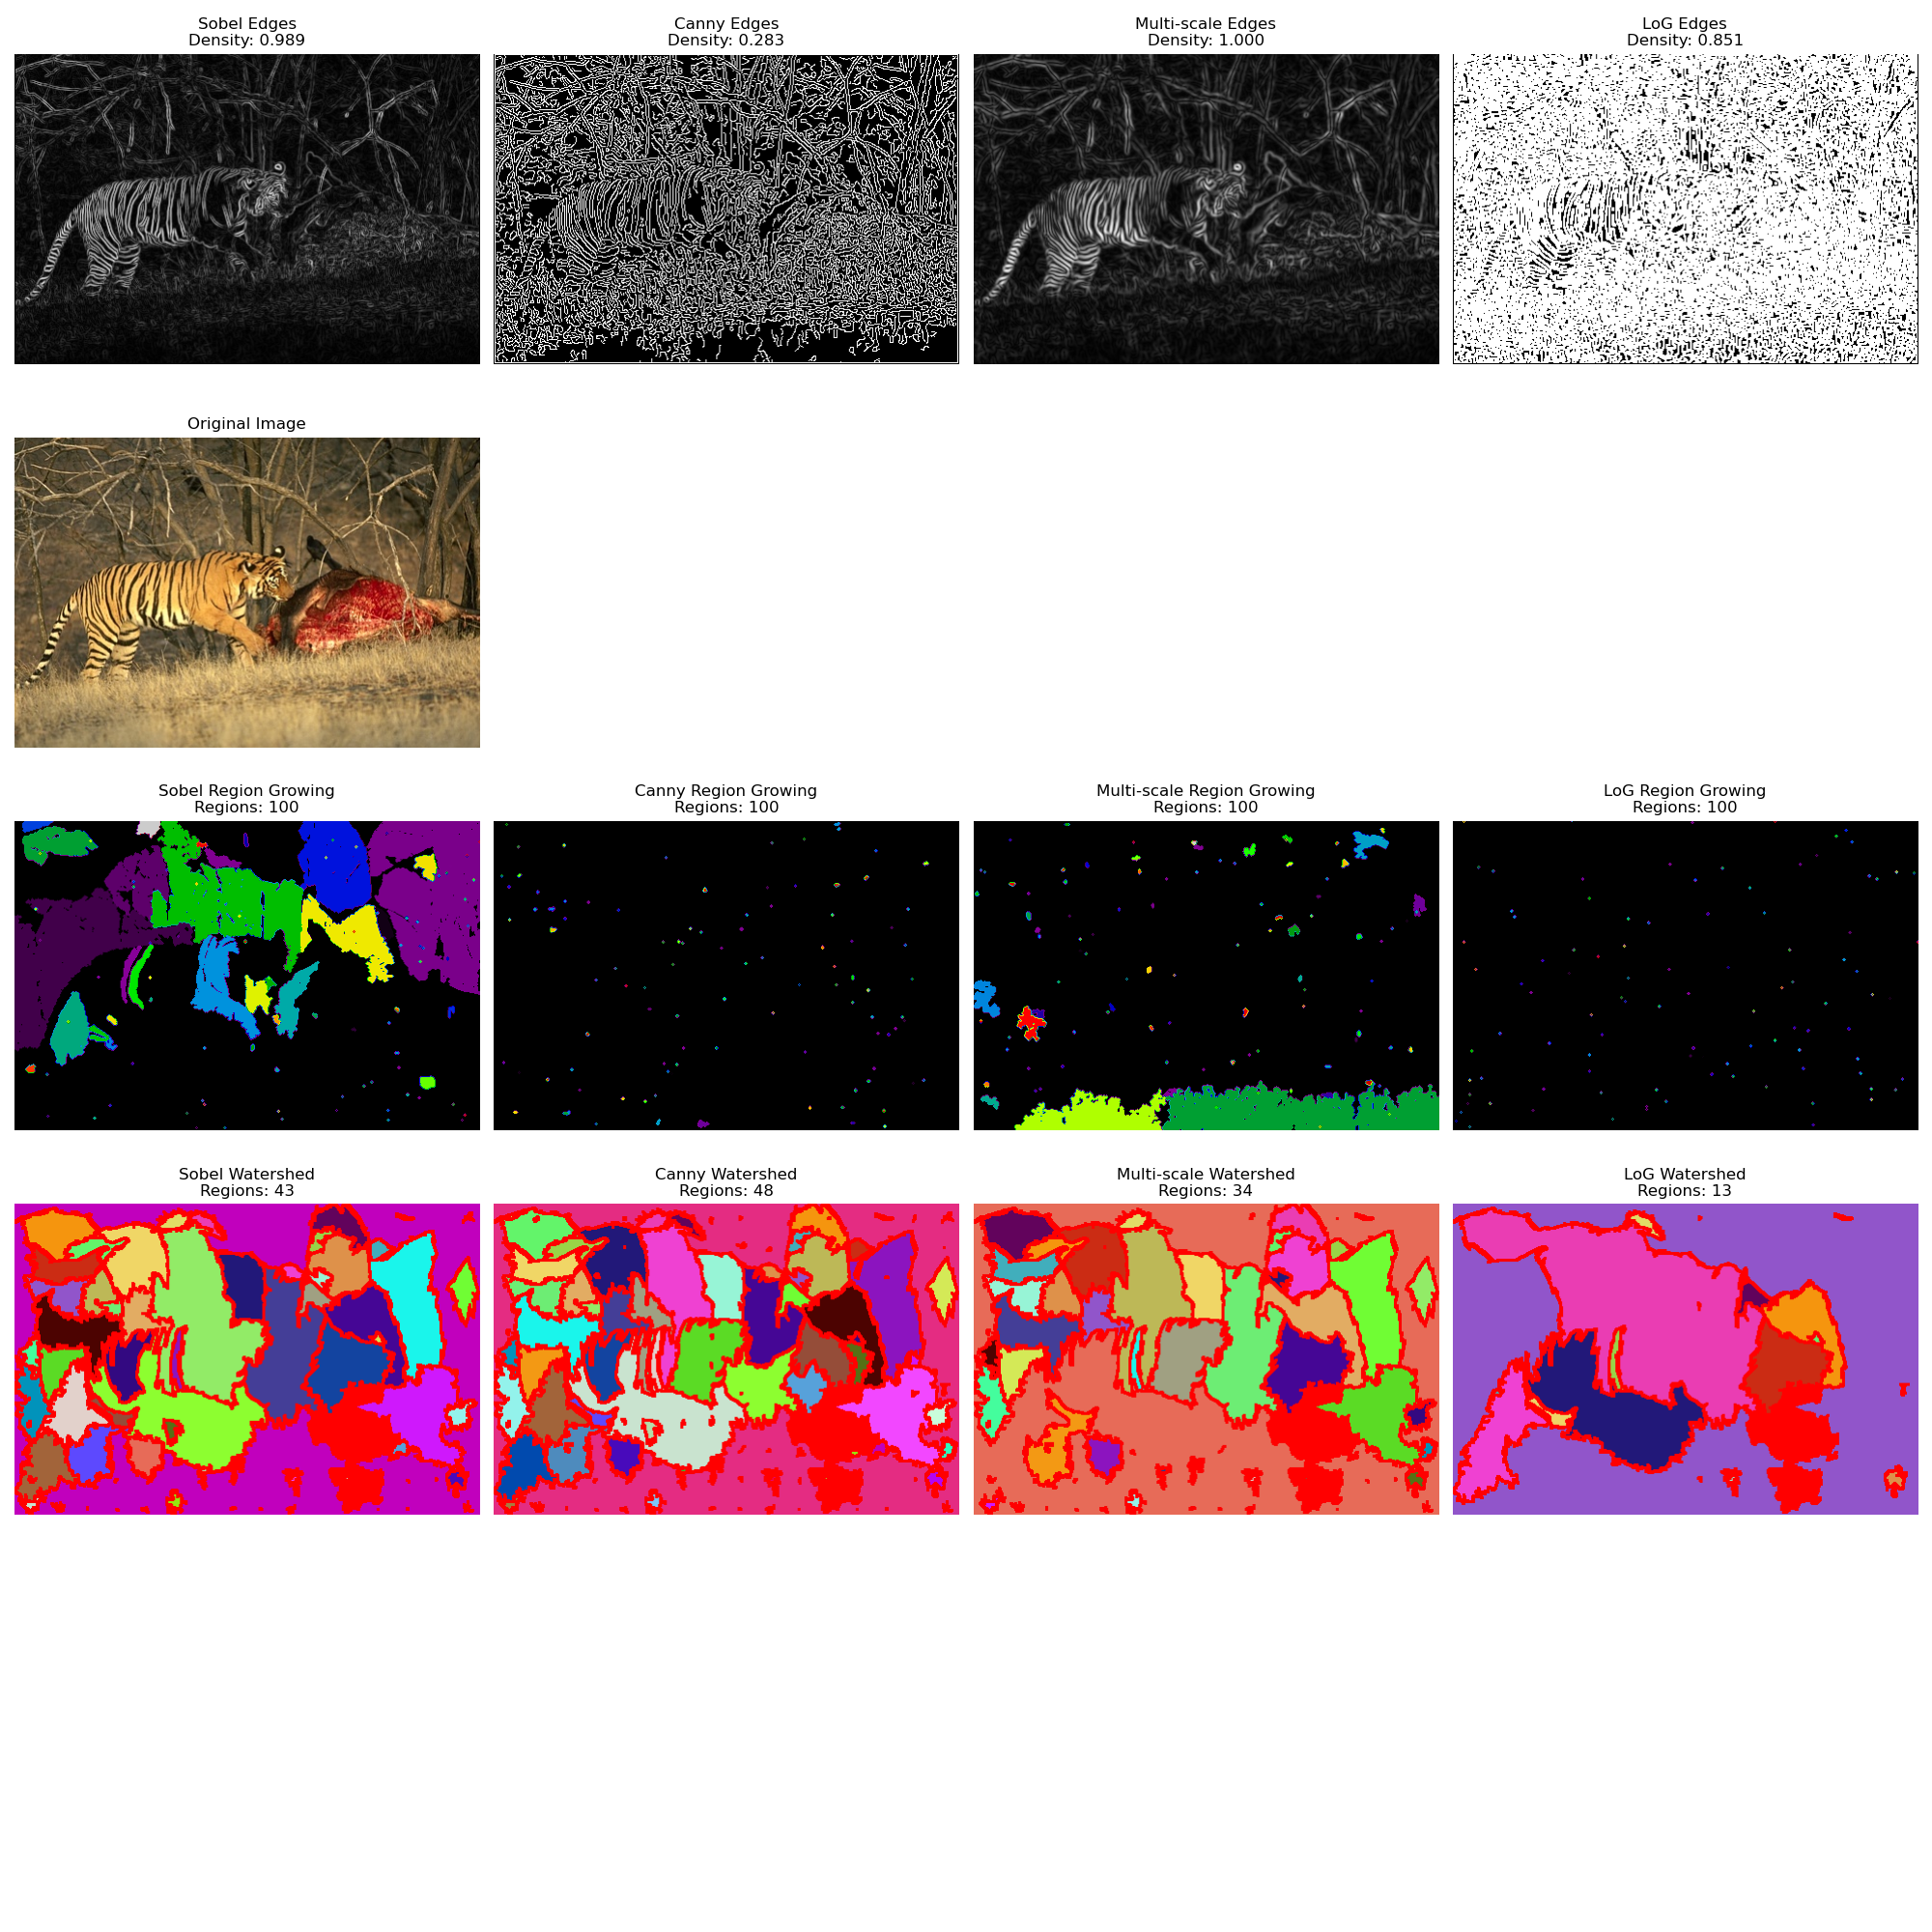 Sobel Edges
Density: 0.989
Canny Edges
Density: 0.283
Multi-scale Edges
Density: 1.000
LoG Edges
Density: 0.851
Original Image
Sobel Region Growing
Regions: 100
Canny Region Growing
Regions: 100
Multi-scale Region Growing
Regions: 100
LoG Region Growing
Regions: 100
Sobel Watershed
Regions: 43
Canny Watershed
Regions: 48
Multi-scale Watershed
Regions: 34
LoG Watershed
Regions: 13